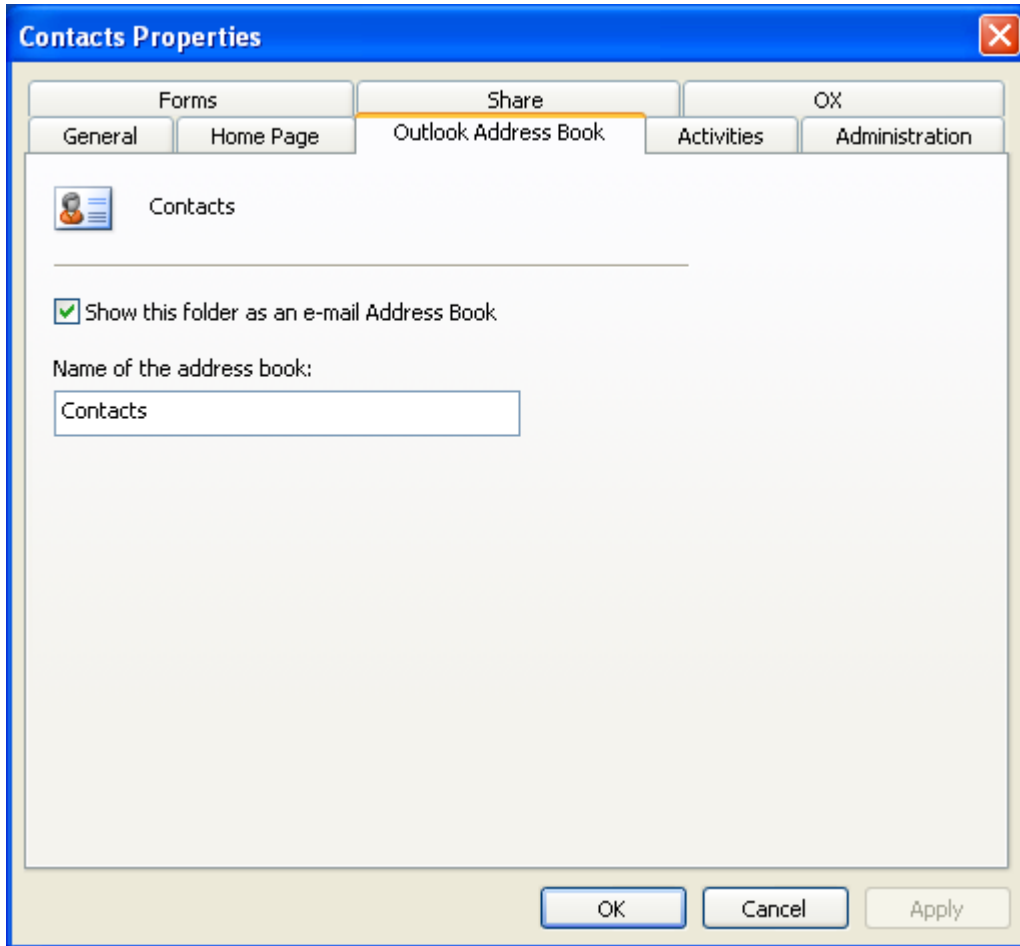 Contacts Properties
Forms Share OX
General Home Page Outlook Address Book Activities Administration
Contacts
Show this folder as an e-mail Address Book
Name of the address book:
Contacts
OK Cancel Apply